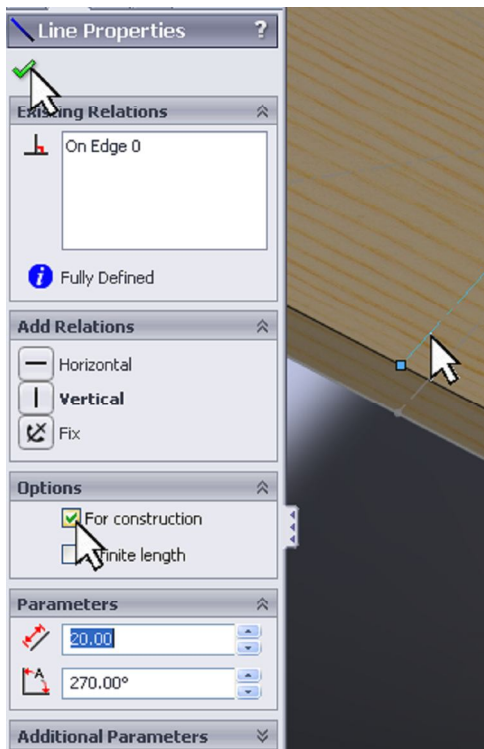 Line Properties ?
Existing Relations
On Edge 0
Fully Defined
Add Relations
Horizontal
Vertical
Fix
Options
For construction
length
Parameters
20.00
A
270.00°
Additional Parameters